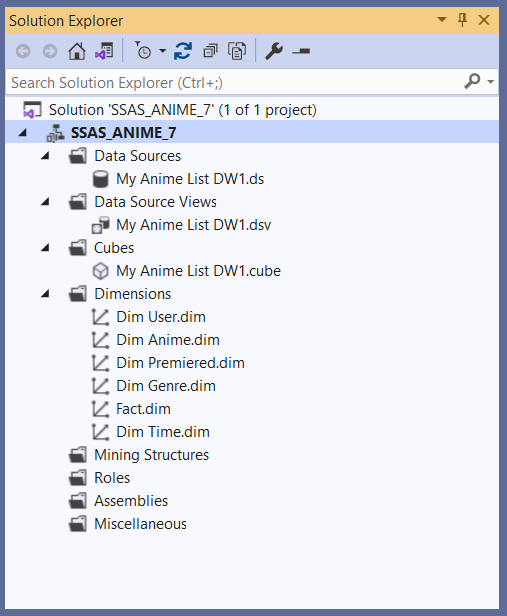 Solution Explorer
Search Solution Explorer (Ctrl+;)
Solution 'SSAS_ANIME_7' (1 of 1 project)
SSAS_ANIME_7
Data Sources
My Anime List DW1.ds
Data Source Views
My Anime List DW1.dsv
Cubes
My Anime List DW1.cube
Dimensions
Dim User.dim
Dim Anime.dim
Dim Premiered.dim
Dim Genre.dim
Fact.dim
Dim Time.dim
Mining Structures
Roles
Assemblies
Miscellaneous